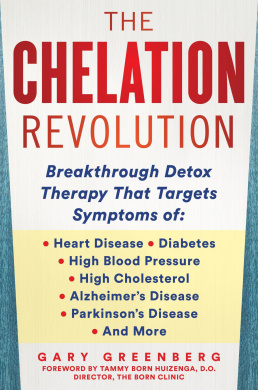 THE
CHELATION
REVOLUTION
Breakthrough Detox
Therapy That Targets
Symptoms of:
• Heart Disease • Diabetes
• High Blood Pressure
• High Cholesterol
• Alzheimer's Disease
• Parkinson's Disease
• And More
GARY GREENBERG
FOREWORD BY TAMMY BORN HUIZENGA, D.O.
DIRECTOR, THE BORN CLINIC